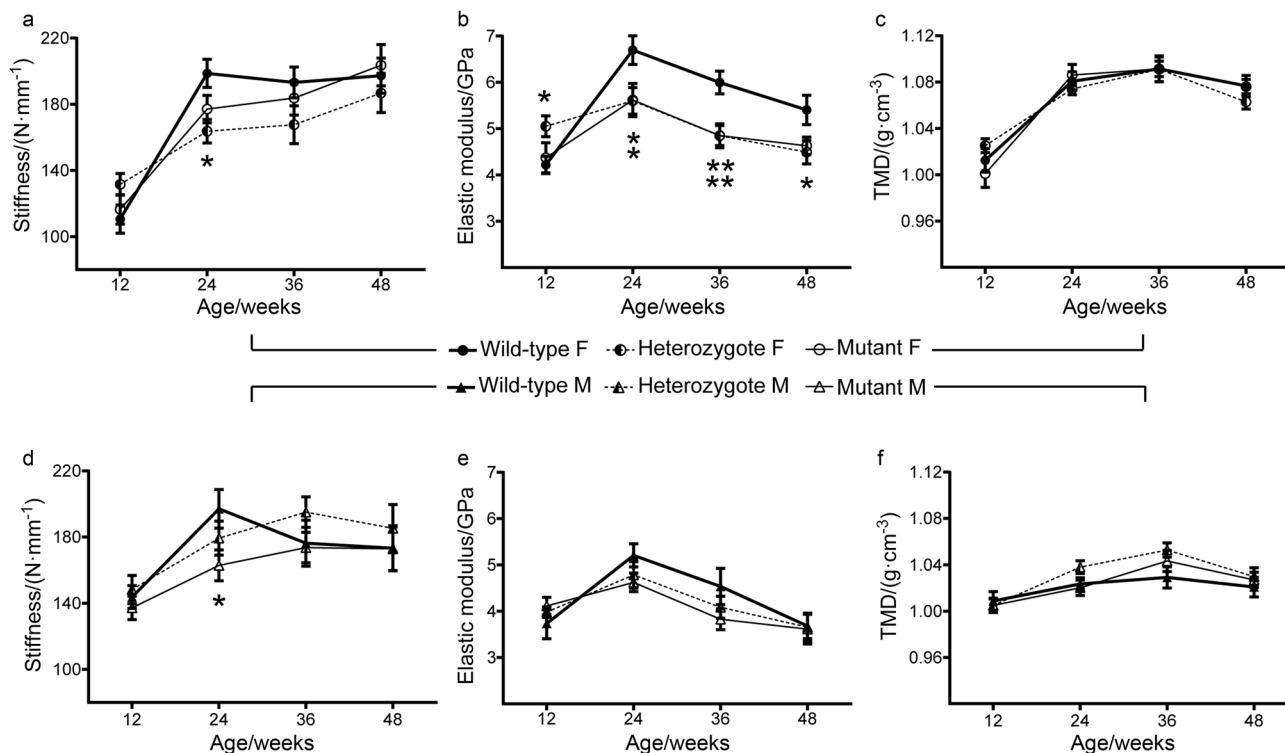 a
220
180
140
100
Stiffness/(N·mm⁻¹)
*
12 24 36 48
Age/weeks
b
7
6
5
4
3
Elastic modulus/GPa
*
*
*
**
**
*
12 24 36 48
Age/weeks
c
1.12
1.08
1.04
1.00
0.96
TMD/(g·cm⁻³)
12 24 36 48
Age/weeks
Wild-type F Heterozygote F Mutant F
Wild-type M Heterozygote M Mutant M
d
220
180
140
100
Stiffness/(N·mm⁻¹)
*
12 24 36 48
Age/weeks
e
7
6
5
4
3
Elastic modulus/GPa
12 24 36 48
Age/weeks
f
1.12
1.08
1.04
1.00
0.96
TMD/(g·cm⁻³)
12 24 36 48
Age/weeks